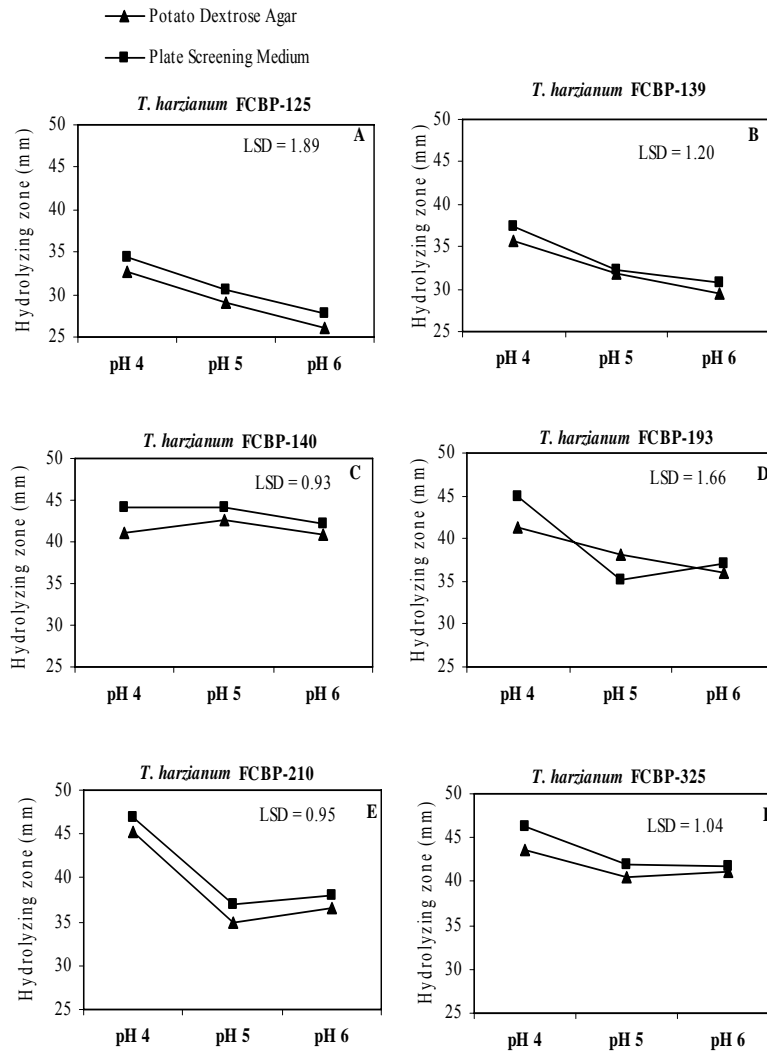 Potato Dextrose Agar
Plate Screening Medium
T. harzianum FCBP-125
A
LSD = 1.89
Hydrolyzing zone (mm)
50
45
40
35
30
25
pH 4 pH 5 pH 6
T. harzianum FCBP-139
B
LSD = 1.20
Hydrolyzing zone (mm)
50
45
40
35
30
25
pH 4 pH 5 pH 6
T. harzianum FCBP-140
C
LSD = 0.93
Hydrolyzing zone (mm)
50
45
40
35
30
25
pH 4 pH 5 pH 6
T. harzianum FCBP-193
D
LSD = 1.66
Hydrolyzing zone (mm)
50
45
40
35
30
25
pH 4 pH 5 pH 6
T. harzianum FCBP-210
E
LSD = 0.95
Hydrolyzing zone (mm)
50
45
40
35
30
25
pH 4 pH 5 pH 6
T. harzianum FCBP-325
LSD = 1.04
Hydrolyzing zone (mm)
50
45
40
35
30
25
pH 4 pH 5 pH 6